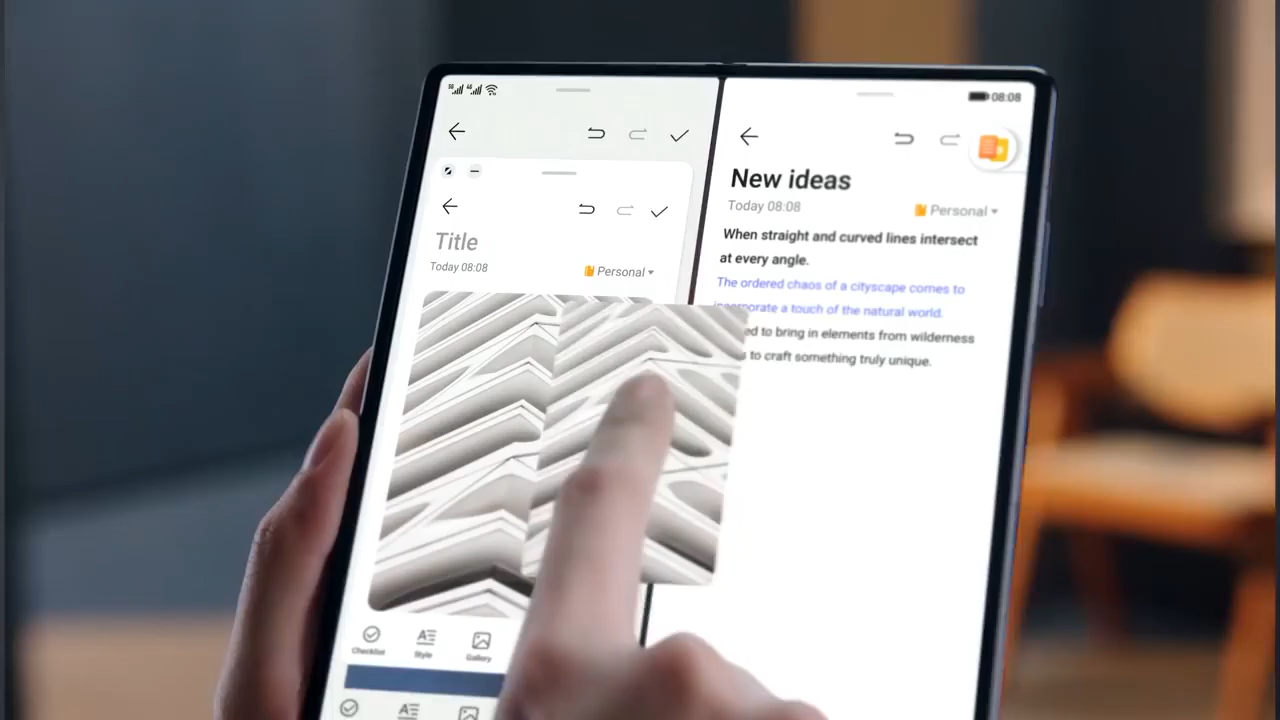 08:08
Title
Today 08:08
Personal
Checklist
Style
Gallery
New ideas
Today 08:08
Personal
When straight and curved lines intersect
at every angle.
The ordered chaos of a cityscape comes to
incorporate a touch of the natural world.
ed to bring in elements from wilderness
to craft something truly unique.